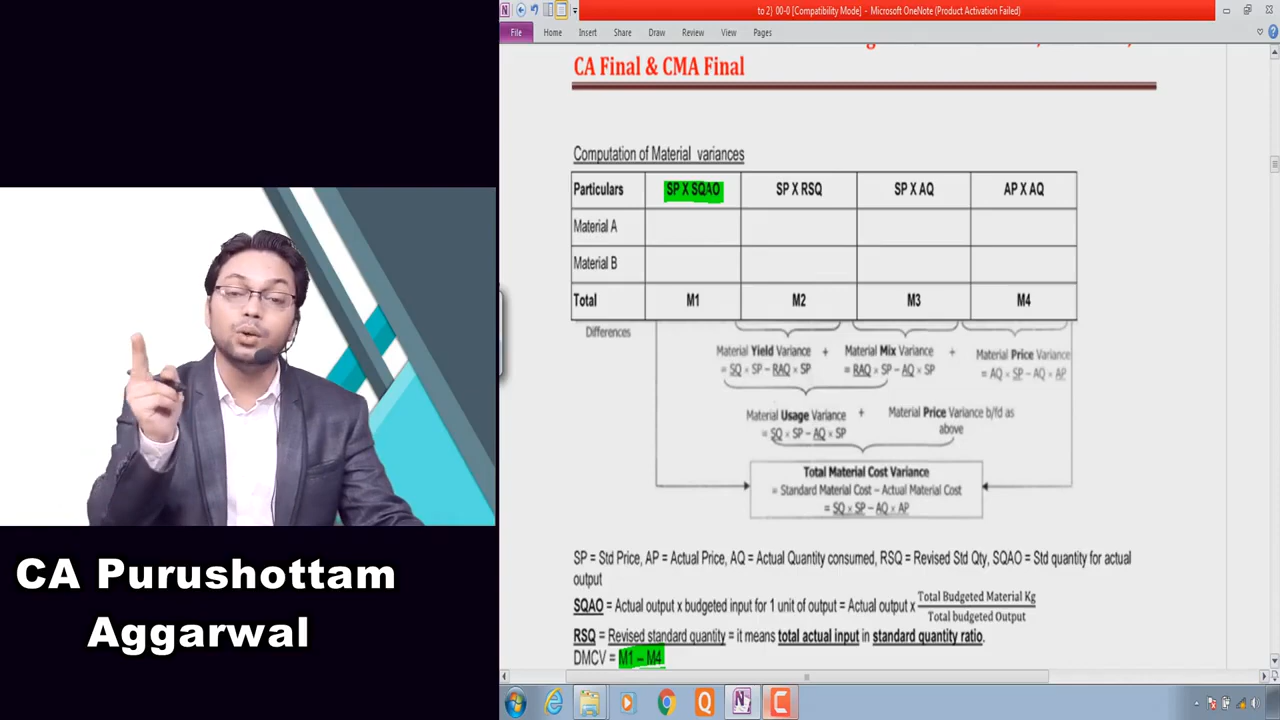 to 2) 00-0 [Compatibility Mode] - Microsoft OneNote (Product Activation Failed)
File Home Insert Share Draw Review View Pages
CA Final & CMA Final
Computation of Material variances
Particulars SP X SQAO SP X RSQ SP X AQ AP X AQ
Material A
Material B
Total M1 M2 M3 M4
Differences
Material Yield Variance + Material Mix Variance + Material Price Variance
= SQ × SP – RAQ × SP = RAQ × SP – AQ × SP = AQ × SP – AQ × AP
Material Usage Variance + Material Price Variance b/fd as
above
= SQ × SP – AQ × SP
Total Material Cost Variance
= Standard Material Cost – Actual Material Cost
= SQ × SP – AQ × AP
SP = Std Price, AP = Actual Price, AQ = Actual Quantity consumed, RSQ = Revised Std Qty, SQAO = Std quantity for actual
output
SQAO = Actual output x budgeted input for 1 unit of output = Actual output x Total Budgeted Material Kg
Total budgeted Output
RSQ = Revised standard quantity = it means total actual input in standard quantity ratio.
DMCV = M1 – M4
CA Purushottam
Aggarwal